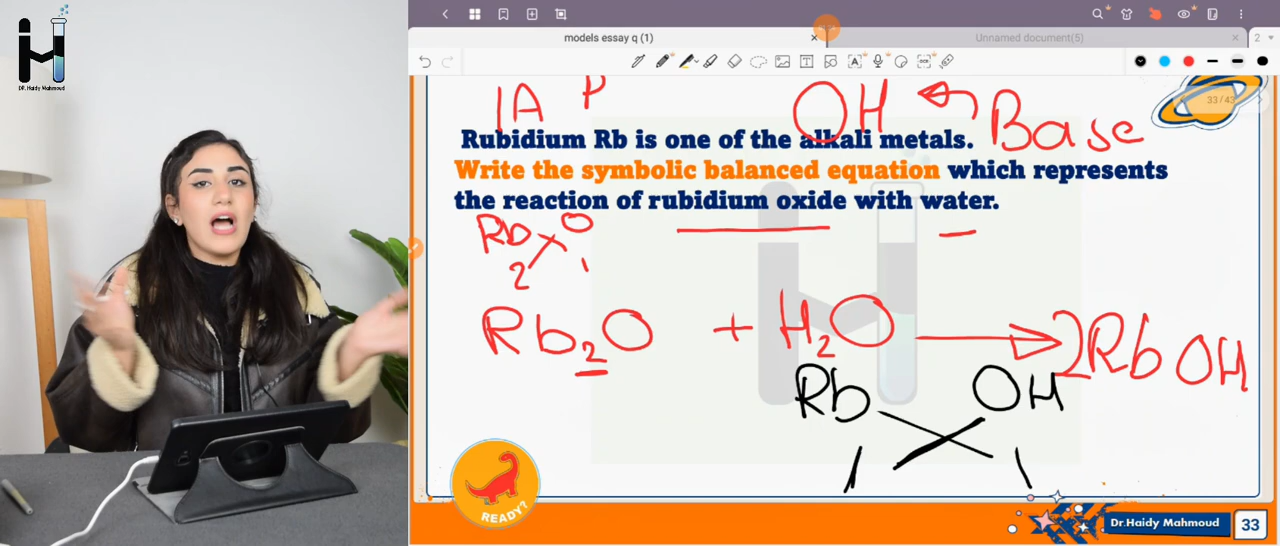 H
DR. Haidy Mahmoud
models essay q (1)
Unnamed document(5)
2
33/43
1A
OH
Base
Rubidium Rb is one of the alkali metals.
Write the symbolic balanced equation which represents
the reaction of rubidium oxide with water.
Rb O
2 1
Rb2O + H2O → 2RbOH
Rb OH
1 1
READY?
Dr.Haidy Mahmoud
33